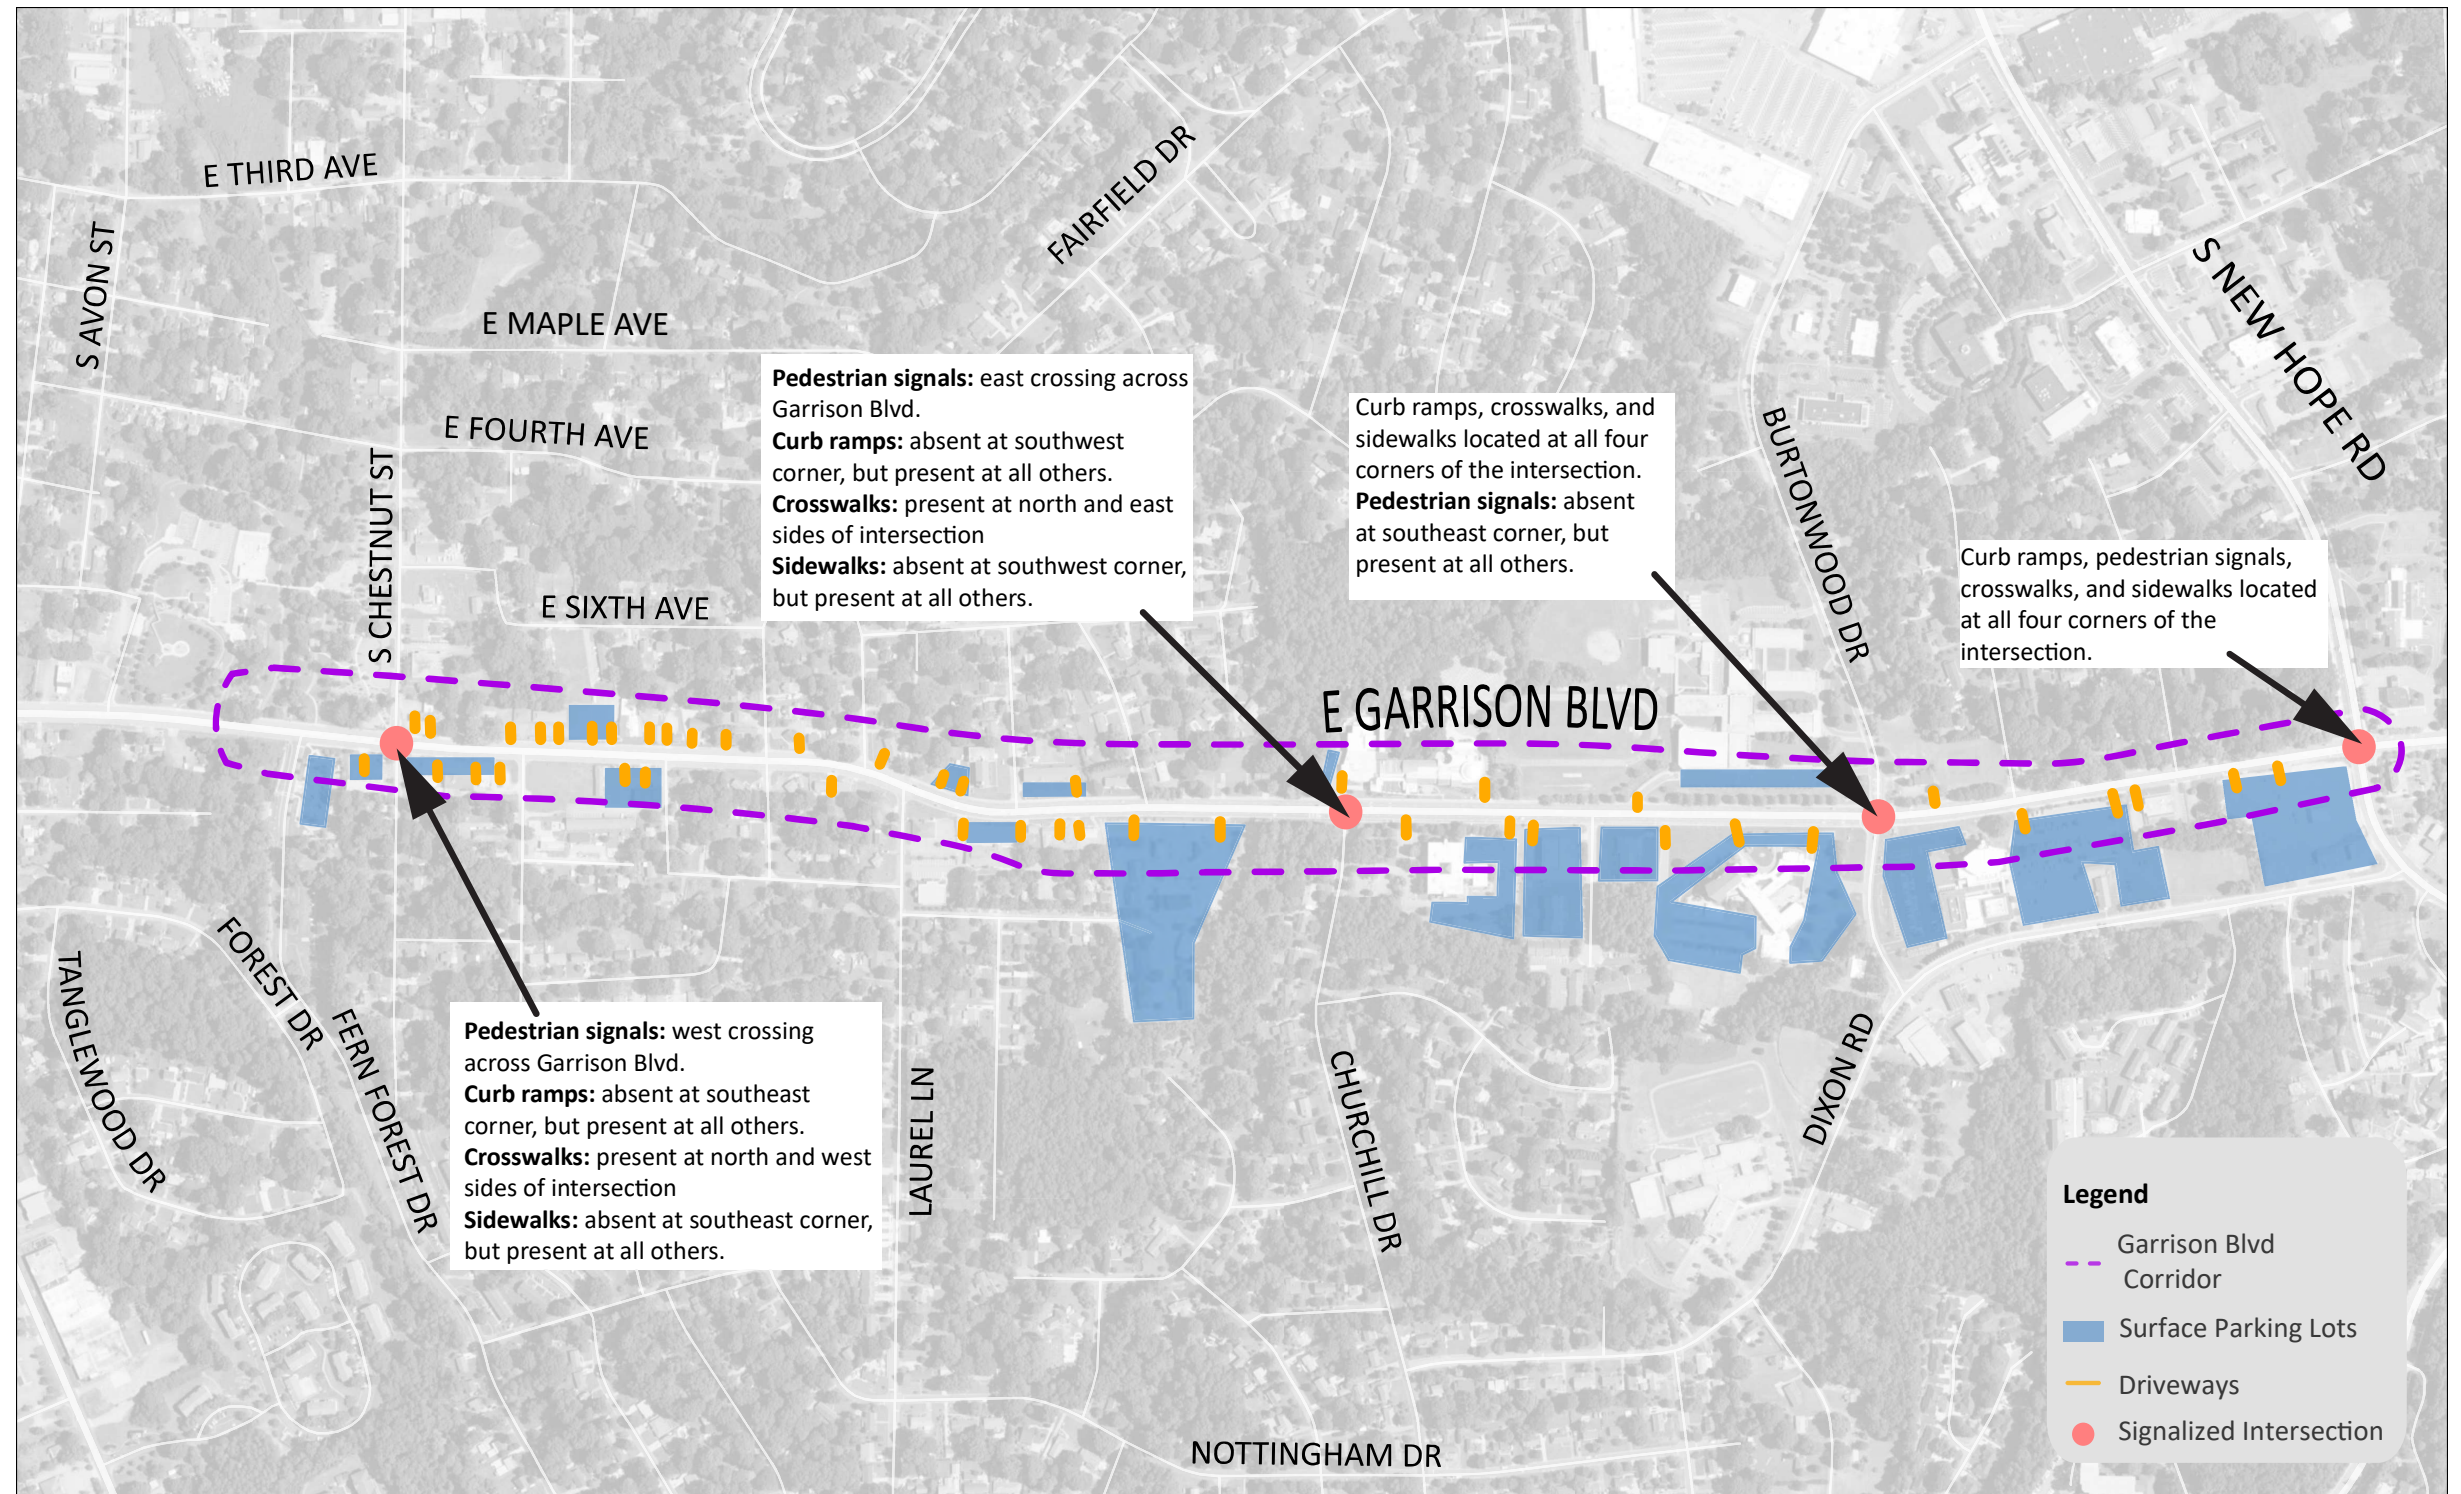 E THIRD AVE
S AVON ST
FAIRFIELD DR
S NEW HOPE RD
E MAPLE AVE
E FOURTH AVE
S CHESTNUT ST
E SIXTH AVE
BURTONWOOD DR
Pedestrian signals: east crossing across
Garrison Blvd.
Curb ramps: absent at southwest
corner, but present at all others.
Crosswalks: present at north and east
sides of intersection
Sidewalks: absent at southwest corner,
but present at all others.
Curb ramps, crosswalks, and
sidewalks located at all four
corners of the intersection.
Pedestrian signals: absent
at southeast corner, but
present at all others.
Curb ramps, pedestrian signals,
crosswalks, and sidewalks located
at all four corners of the
intersection.
E GARRISON BLVD
TANGLEWOOD DR
FOREST DR
FERN FOREST DR
Pedestrian signals: west crossing
across Garrison Blvd.
Curb ramps: absent at southeast
corner, but present at all others.
Crosswalks: present at north and west
sides of intersection
Sidewalks: absent at southeast corner,
but present at all others.
LAUREL LN
CHURCHILL DR
DIXON RD
NOTTINGHAM DR
Legend
Garrison Blvd
Corridor
Surface Parking Lots
Driveways
Signalized Intersection